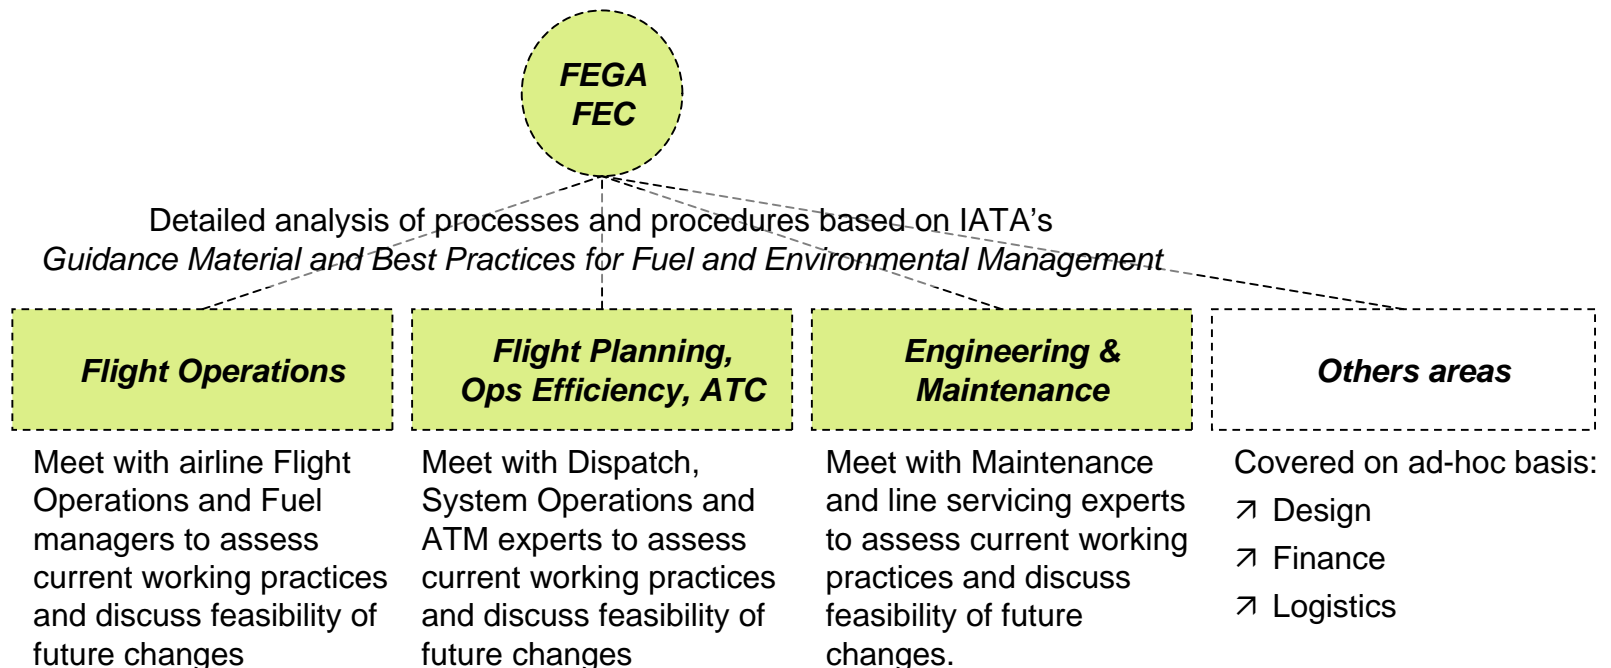 FEGA
FEC
Detailed analysis of processes and procedures based on IATA's
Guidance Material and Best Practices for Fuel and Environmental Management
Flight Operations
Flight Planning,
Ops Efficiency, ATC
Engineering &
Maintenance
Others areas
Meet with airline Flight
Operations and Fuel
managers to assess
current working practices
and discuss feasibility of
future changes
Meet with Dispatch,
System Operations and
ATM experts to assess
current working practices
and discuss feasibility of
future changes
Meet with Maintenance
and line servicing experts
to assess current working
practices and discuss
feasibility of future
changes.
Covered on ad-hoc basis:
Design
Finance
Logistics